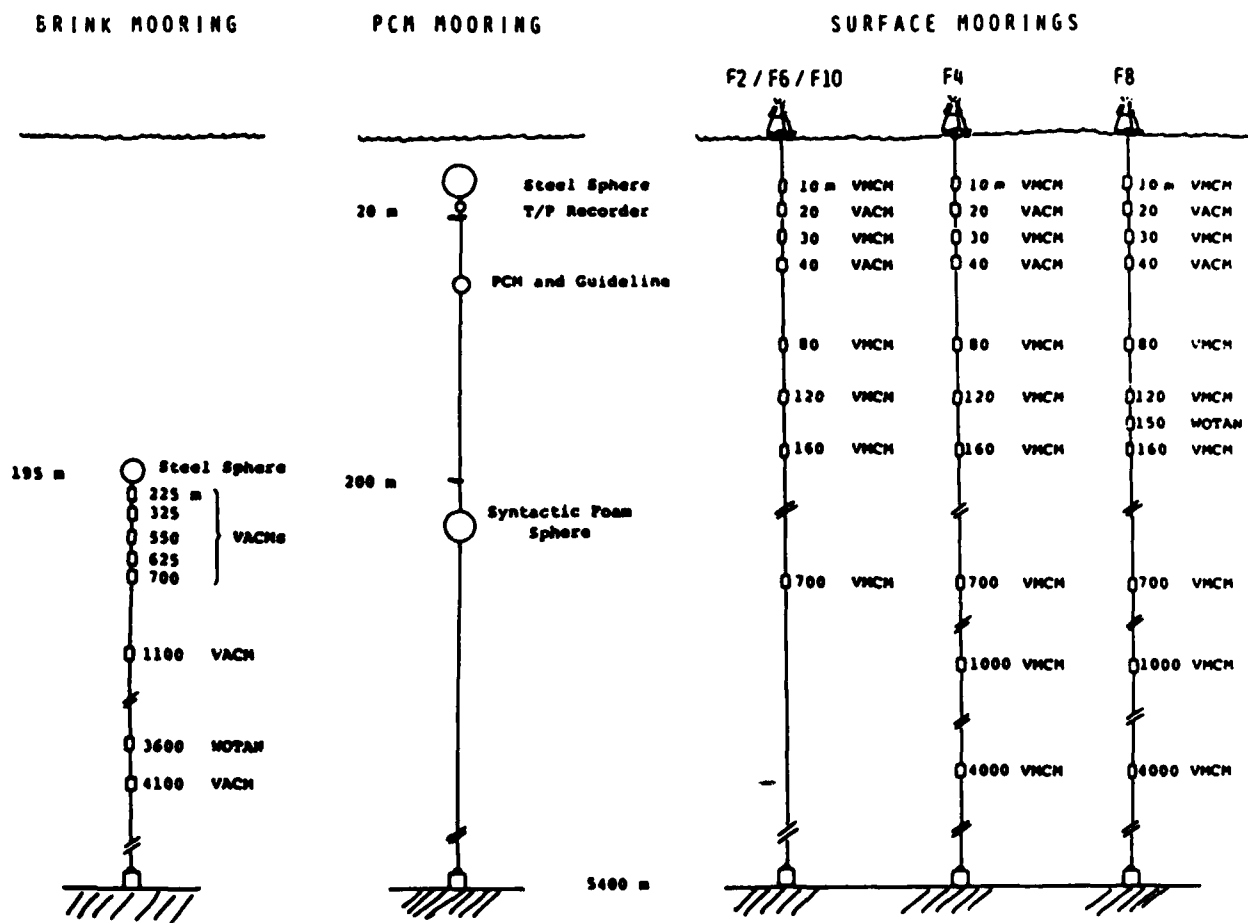 BRINK MOORING
195 m
Steel Sphere
225 m
325
550
625
700
VACMs
1100 VACM
3600 WOTAN
4100 VACM
PCM MOORING
20 m
Steel Sphere
T/P Recorder
PCM and Guideline
200 m
Syntactic Foam
Sphere
5400 m
SURFACE MOORINGS
F2 / F6 / F10
10 m VMCM
20 VACM
30 VMCM
40 VACM
80 VMCM
120 VMCM
160 VMCM
700 VMCM
F4
10 m VMCM
20 VACM
30 VMCM
40 VACM
80 VMCM
120 VMCM
160 VMCM
700 VMCM
1000 VMCM
4000 VMCM
F8
10 m VMCM
20 VACM
30 VMCM
40 VACM
80 VMCM
120 VMCM
150 WOTAN
160 VMCM
700 VMCM
1000 VMCM
4000 VMCM